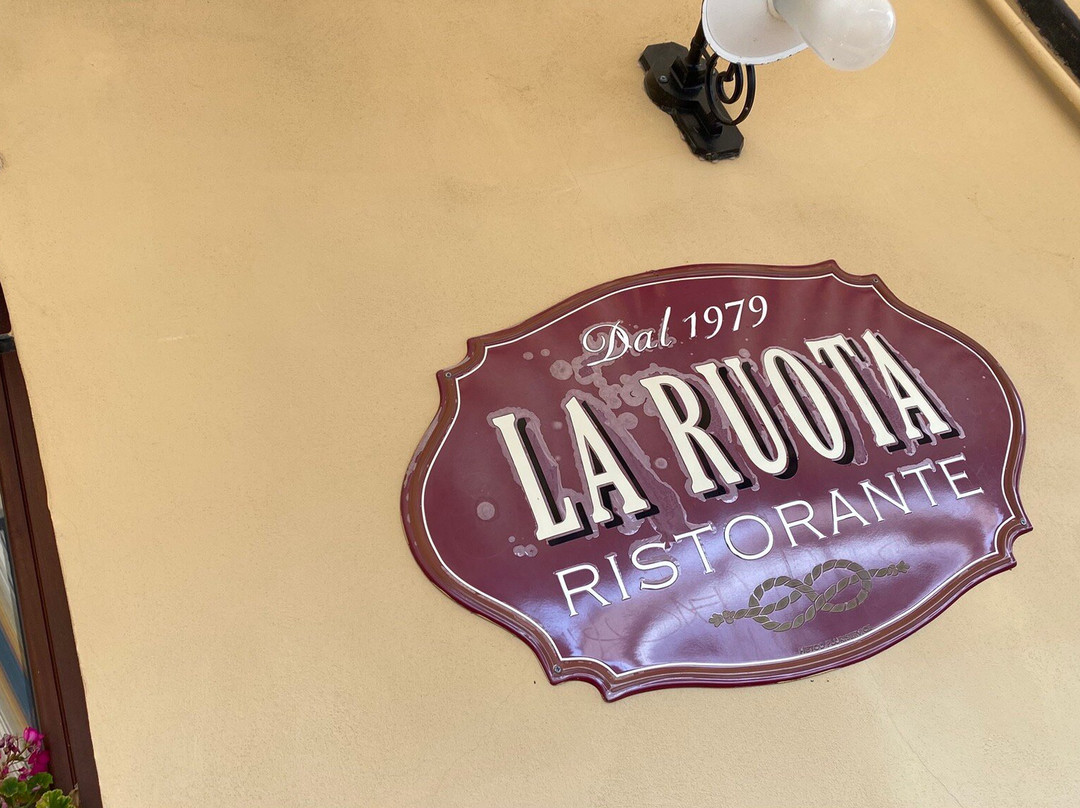 Dal 1979
LA RUOTA
RISTORANTE